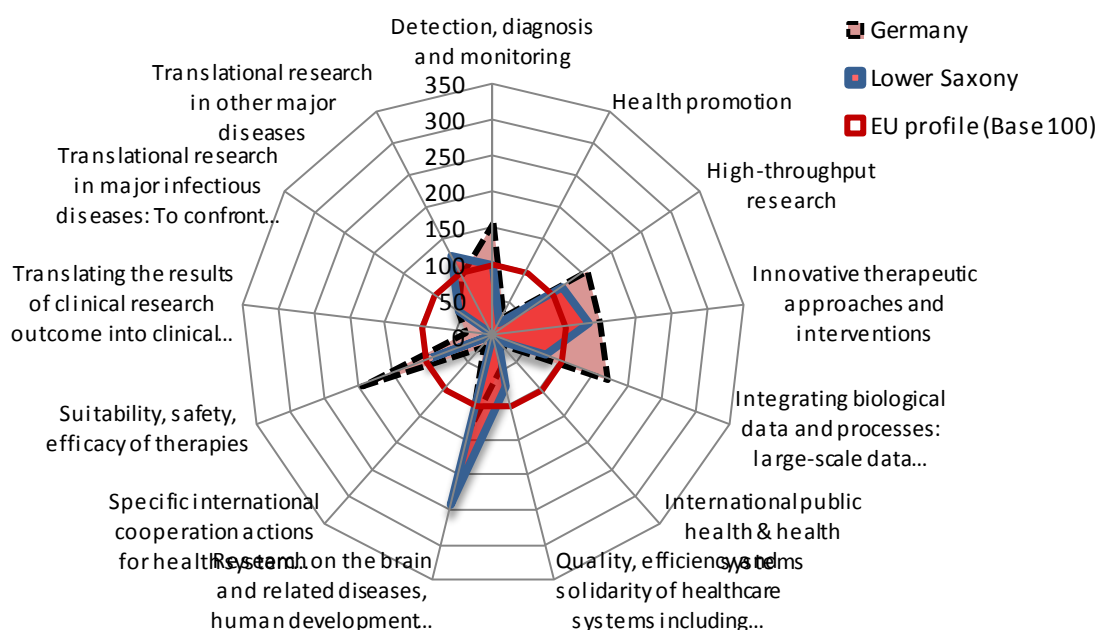 Detection, diagnosis
and monitoring
Health promotion
High-throughput
research
Innovative therapeutic
approaches and
interventions
Integrating biological
data and processes:
large-scale data...
International public
health & health
systems
Quality, efficiency and
solidarity of healthcare
systems including...
Research on the brain
and related diseases,
human development...
Specific international
cooperation actions
for health system...
Suitability, safety,
efficacy of therapies
Translating the results
of clinical research
outcome into clinical...
Translational research
in major infectious
diseases: To confront...
Translational research
in other major
diseases
350
300
250
200
150
100
50
0
Germany
Lower Saxony
EU profile (Base 100)